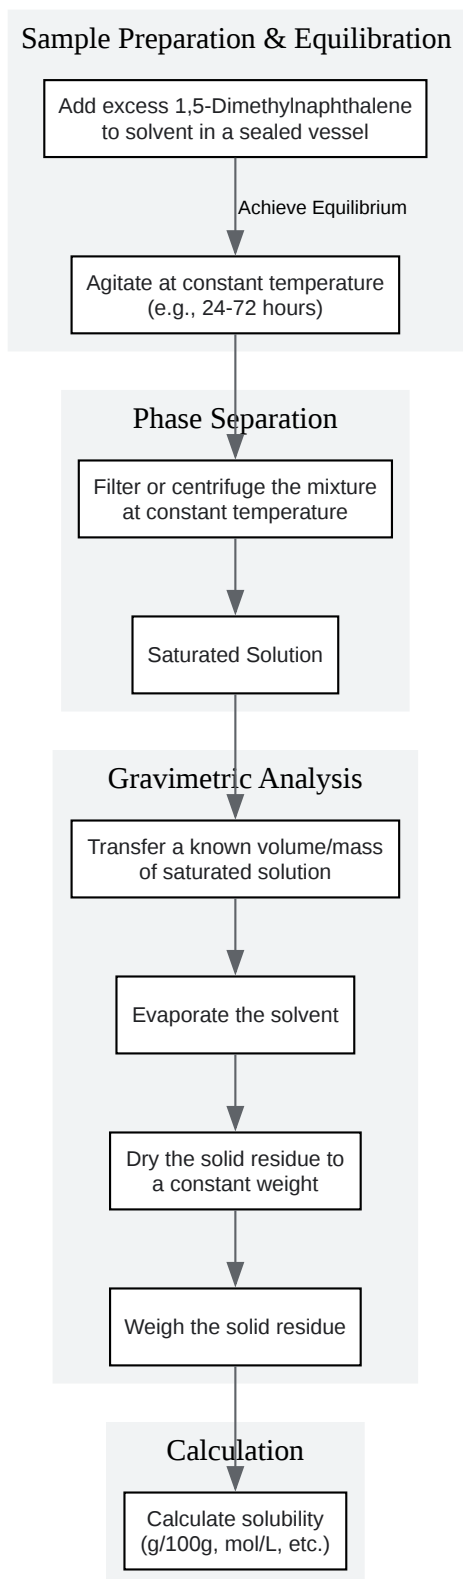 Sample Preparation & Equilibration
Add excess 1,5-Dimethylnaphthalene
to solvent in a sealed vessel
Achieve Equilibrium
Agitate at constant temperature
(e.g., 24-72 hours)
Phase Separation
Filter or centrifuge the mixture
at constant temperature
Saturated Solution
Gravimetric Analysis
Transfer a known volume/mass
of saturated solution
Evaporate the solvent
Dry the solid residue to
a constant weight
Weigh the solid residue
Calculation
Calculate solubility
(g/100g, mol/L, etc.)